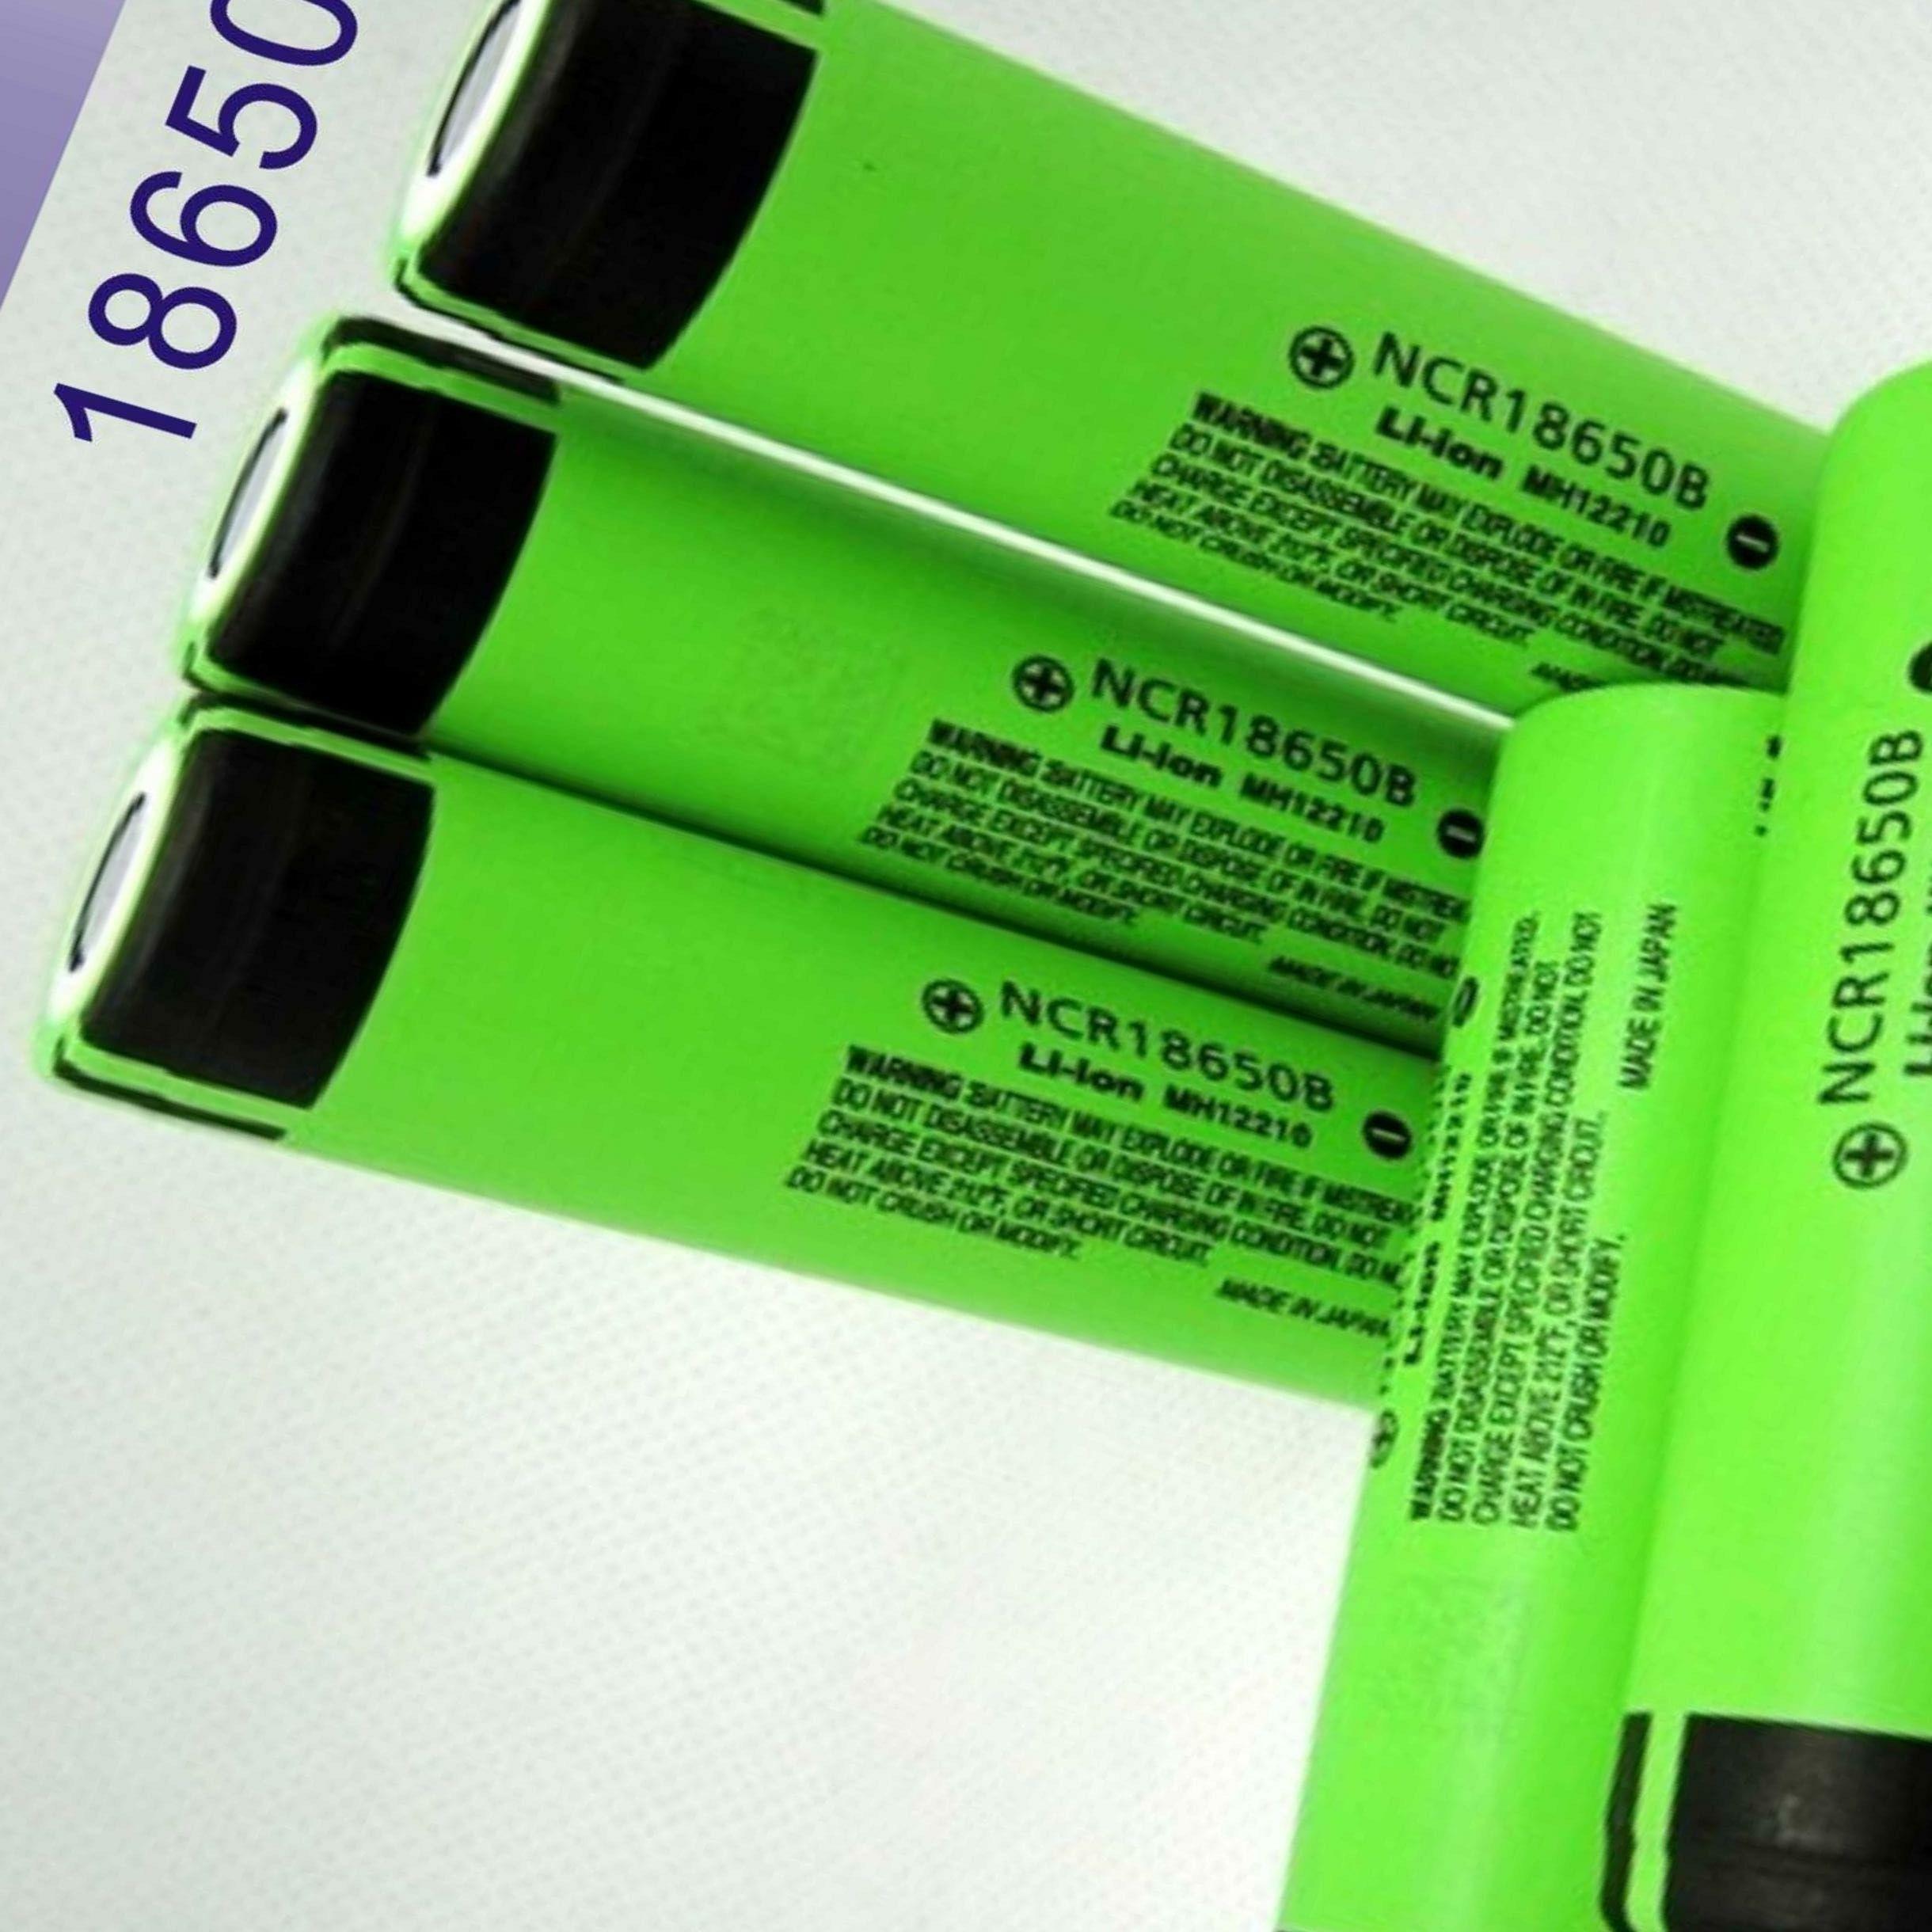 18650
NCR18650B
Li-ion MH12210
WARNING :BATTERY MAY EXPLODE OR FIRE IF MISTREATED
DO NOT DISASSEMBLE OR DISPOSE OF IN FIRE. DO NOT
CHARGE EXCEPT SPECIFIED CHARGING CONDITION, DO
HEAT ABOVE 212°F, OR SHORT CIRCUIT.
DO NOT CRUSH OR MODIFY.
NCR18650B
Li-ion MH12210
WARNING :BATTERY MAY EXPLODE OR FIRE IF
DO NOT DISASSEMBLE OR DISPOSE OF IN FIRE. DO NOT
CHARGE EXCEPT SPECIFIED CHARGING CONDITION, DO NO
HEAT ABOVE 212°F, OR SHORT CIRCUIT.
DO NOT CRUSH OR MODIFY.
MADE IN JAPAN
NCR18650B
Li-ion MH12210
WARNING :BATTERY MAY EXPLODE OR FIRE IF
DO NOT DISASSEMBLE OR DISPOSE OF IN FIRE. DO NOT
CHARGE EXCEPT SPECIFIED CHARGING CONDITION, DO NO
HEAT ABOVE 212°F, OR SHORT CIRCUIT.
DO NOT CRUSH OR MODIFY.
MADE IN JAPAN
Li-ion MH12210
WARNING :BATTERY MAY EXPLODE OR FIRE IF MISTREATED.
DO NOT DISASSEMBLE OR DISPOSE OF IN FIRE. DO NOT
CHARGE EXCEPT SPECIFIED CHARGING CONDITION, DO NOT
HEAT ABOVE 212°F, OR SHORT CIRCUIT.
DO NOT CRUSH OR MODIFY.
MADE IN JAPAN
NCR18650B